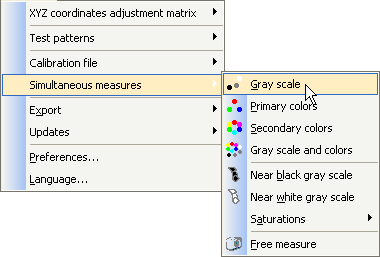 XYZ coordinates adjustment matrix
Test patterns
Calibration file
Simultaneous measures
Export
Updates
Preferences...
Language...
Gray scale
Primary colors
Secondary colors
Gray scale and colors
Near black gray scale
Near white gray scale
Saturations
Free measure